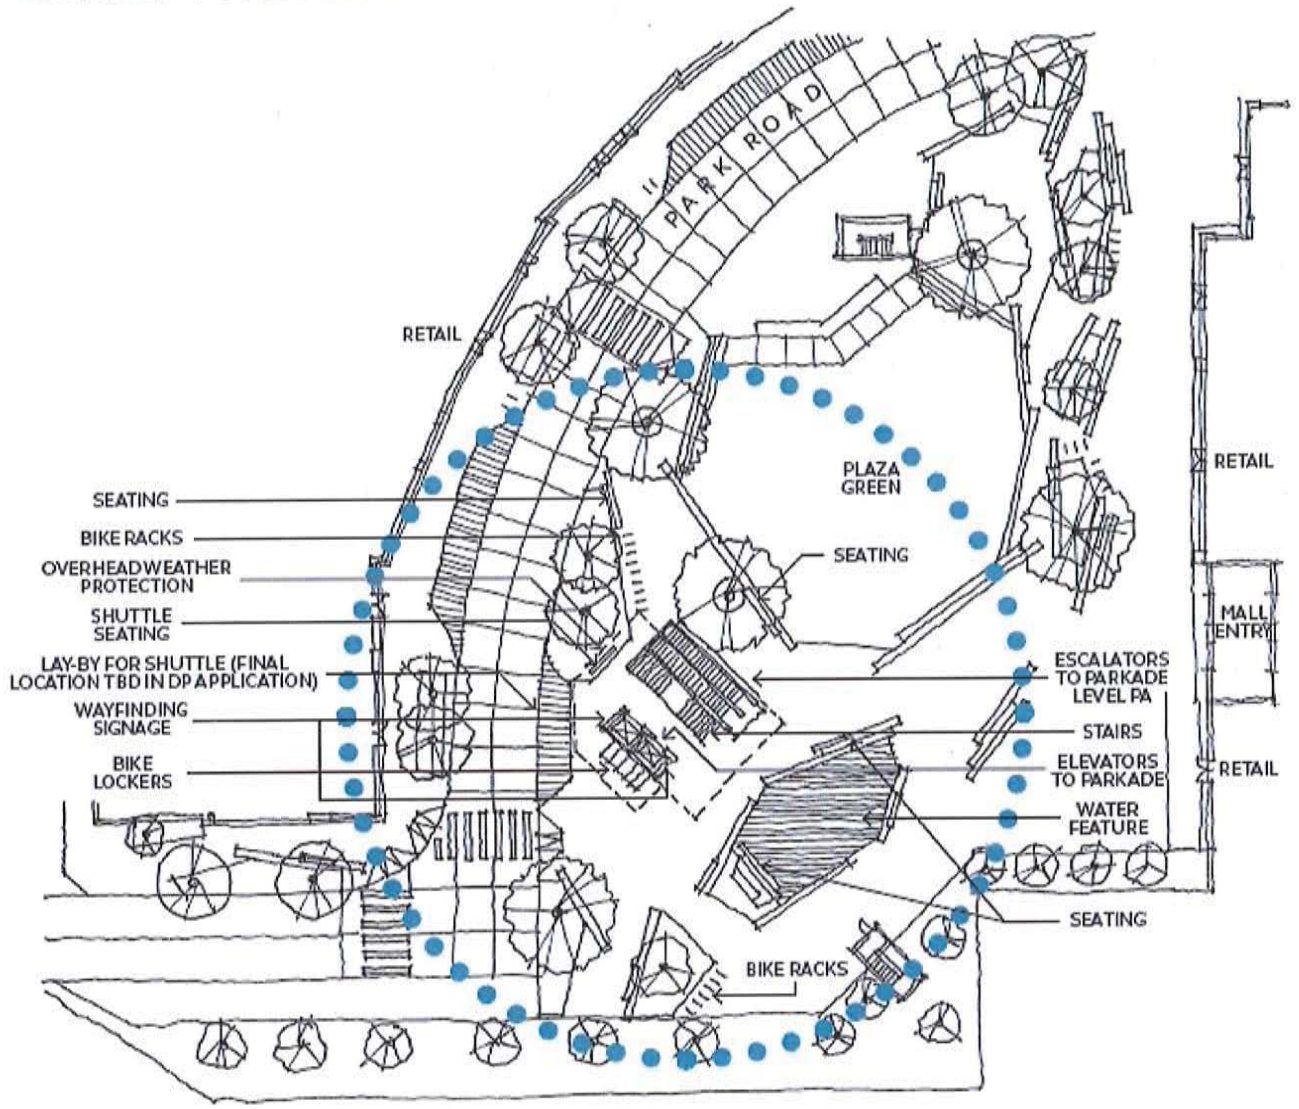 PARK ROAD
RETAIL
PLAZA
GREEN
RETAIL
SEATING
BIKE RACKS
SEATING
OVERHEAD WEATHER
PROTECTION
SHUTTLE
SEATING
MALL
ENTRY
LAY-BY FOR SHUTTLE (FINAL
LOCATION TBD IN DP APPLICATION)
ESCALATORS
TO PARKADE
LEVEL PA
WAYFINDING
SIGNAGE
STAIRS
BIKE
LOCKERS
ELEVATORS
TO PARKADE
RETAIL
WATER
FEATURE
SEATING
BIKE RACKS